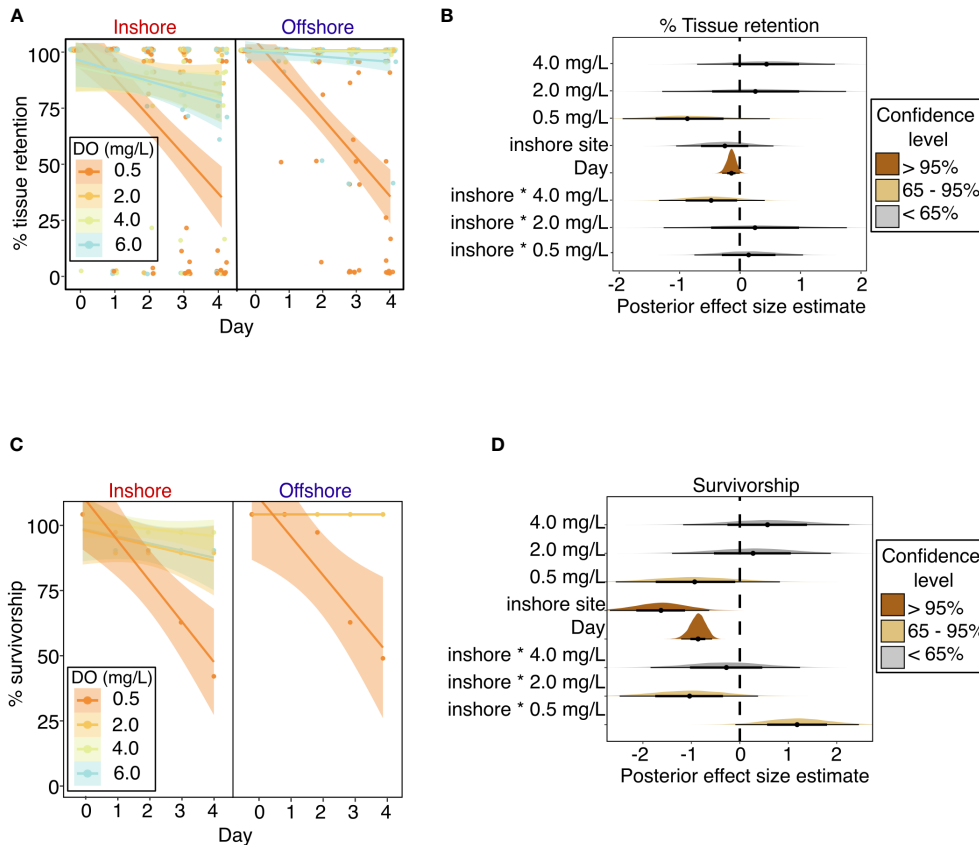 A
Inshore
Offshore
100
75
50
25
0
% tissue retention
DO (mg/L)
0.5
2.0
4.0
6.0
0 1 2 3 4 0 1 2 3 4
Day
B
% Tissue retention
4.0 mg/L
2.0 mg/L
0.5 mg/L
inshore site
Day
inshore * 4.0 mg/L
inshore * 2.0 mg/L
inshore * 0.5 mg/L
-2 -1 0 1 2
Posterior effect size estimate
Confidence
level
> 95%
65 - 95%
< 65%
C
Inshore
Offshore
100
75
50
25
0
% survivorship
DO (mg/L)
0.5
2.0
4.0
6.0
0 1 2 3 4 0 1 2 3 4
Day
D
Survivorship
4.0 mg/L
2.0 mg/L
0.5 mg/L
inshore site
Day
inshore * 4.0 mg/L
inshore * 2.0 mg/L
inshore * 0.5 mg/L
-2 -1 0 1 2
Posterior effect size estimate
Confidence
level
> 95%
65 - 95%
< 65%